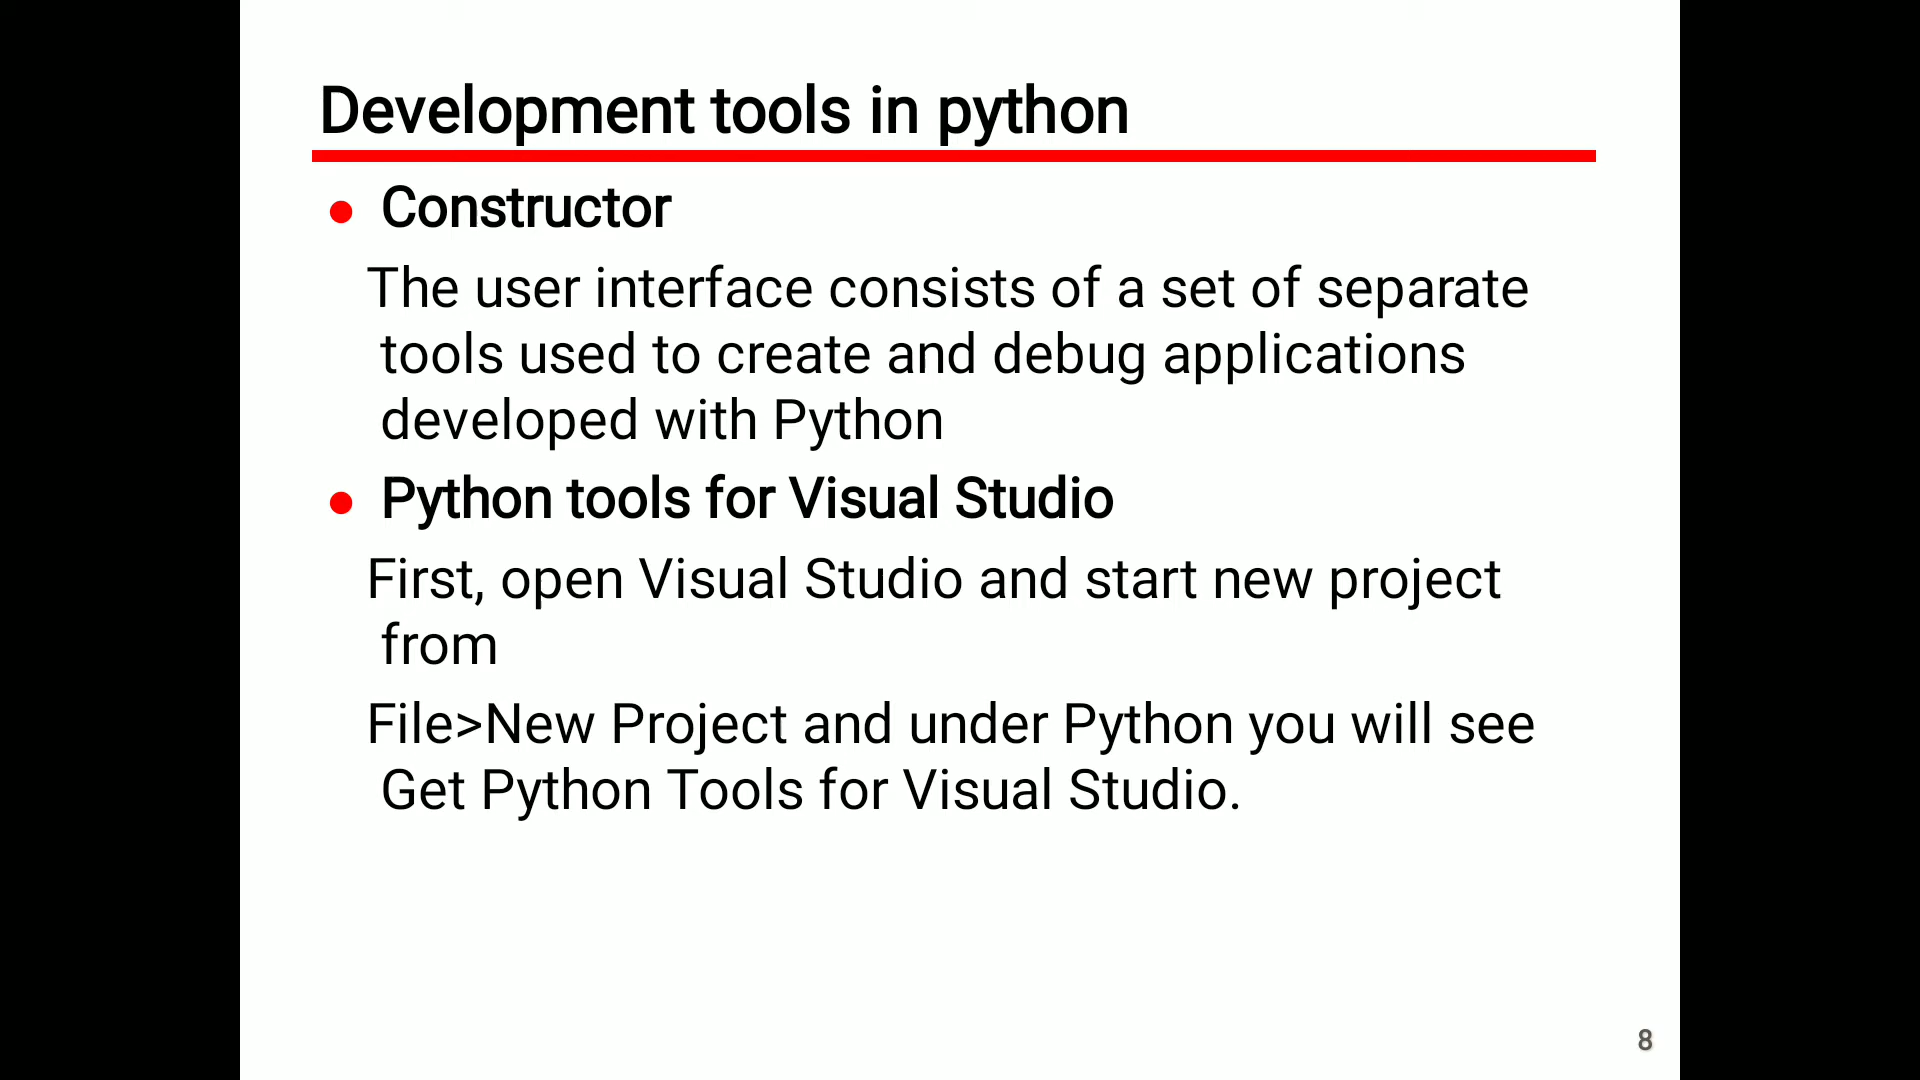 Development tools in python
● Constructor
The user interface consists of a set of separate
tools used to create and debug applications
developed with Python
● Python tools for Visual Studio
First, open Visual Studio and start new project
from
File>New Project and under Python you will see
Get Python Tools for Visual Studio.
8